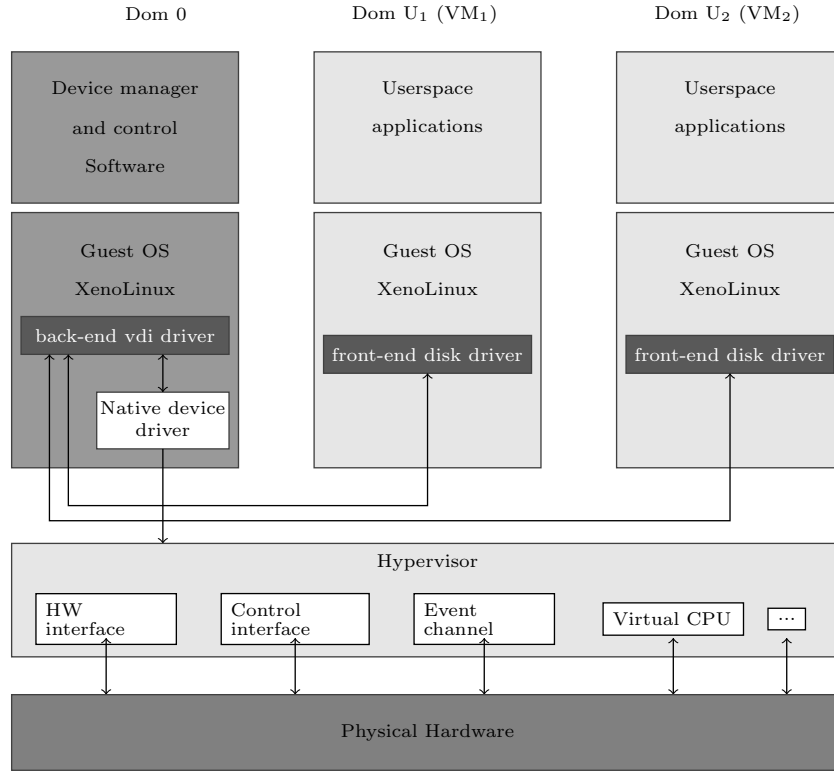 Dom 0
Dom U1 (VM1)
Dom U2 (VM2)
Device manager
and control
Software
Userspace
applications
Userspace
applications
Guest OS
XenoLinux
back-end vdi driver
Native device
driver
Guest OS
XenoLinux
front-end disk driver
Guest OS
XenoLinux
front-end disk driver
Hypervisor
HW
interface
Control
interface
Event
channel
Virtual CPU
...
Physical Hardware